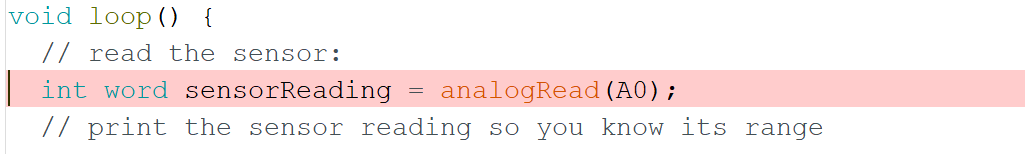 void loop() {
// read the sensor:
int word sensorReading = analogRead(A0);
// print the sensor reading so you know its range